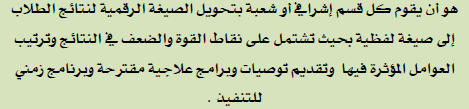 هو أن يقوم كل قسم إشرافي أو شعبة بتحويل الصيغة الرقمية لنتائج الطلاب
إلى صيغة لفظية بحيث تشتمل على نقاط القوة والضعف في النتائج وترتيب
العوامل المؤثرة فيها وتقديم توصيات وبرامج علاجية مقترحة وبرنامج زمني
للتنفيذ .